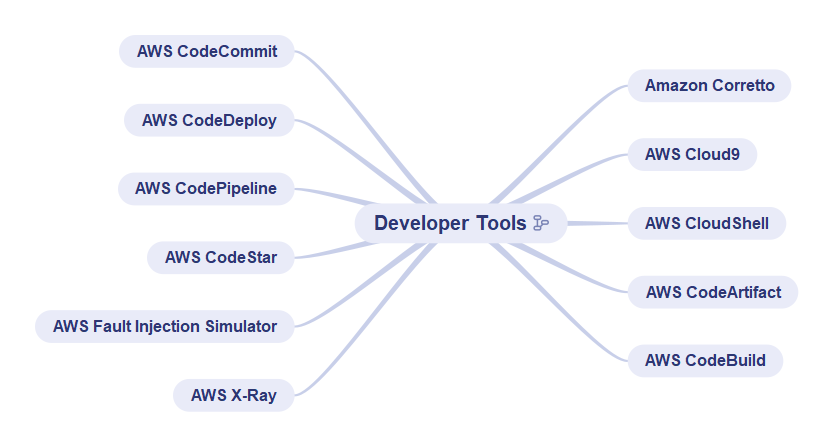 AWS CodeCommit
AWS CodeDeploy
AWS CodePipeline
AWS CodeStar
AWS Fault Injection Simulator
AWS X-Ray
Developer Tools
Amazon Corretto
AWS Cloud9
AWS CloudShell
AWS CodeArtifact
AWS CodeBuild